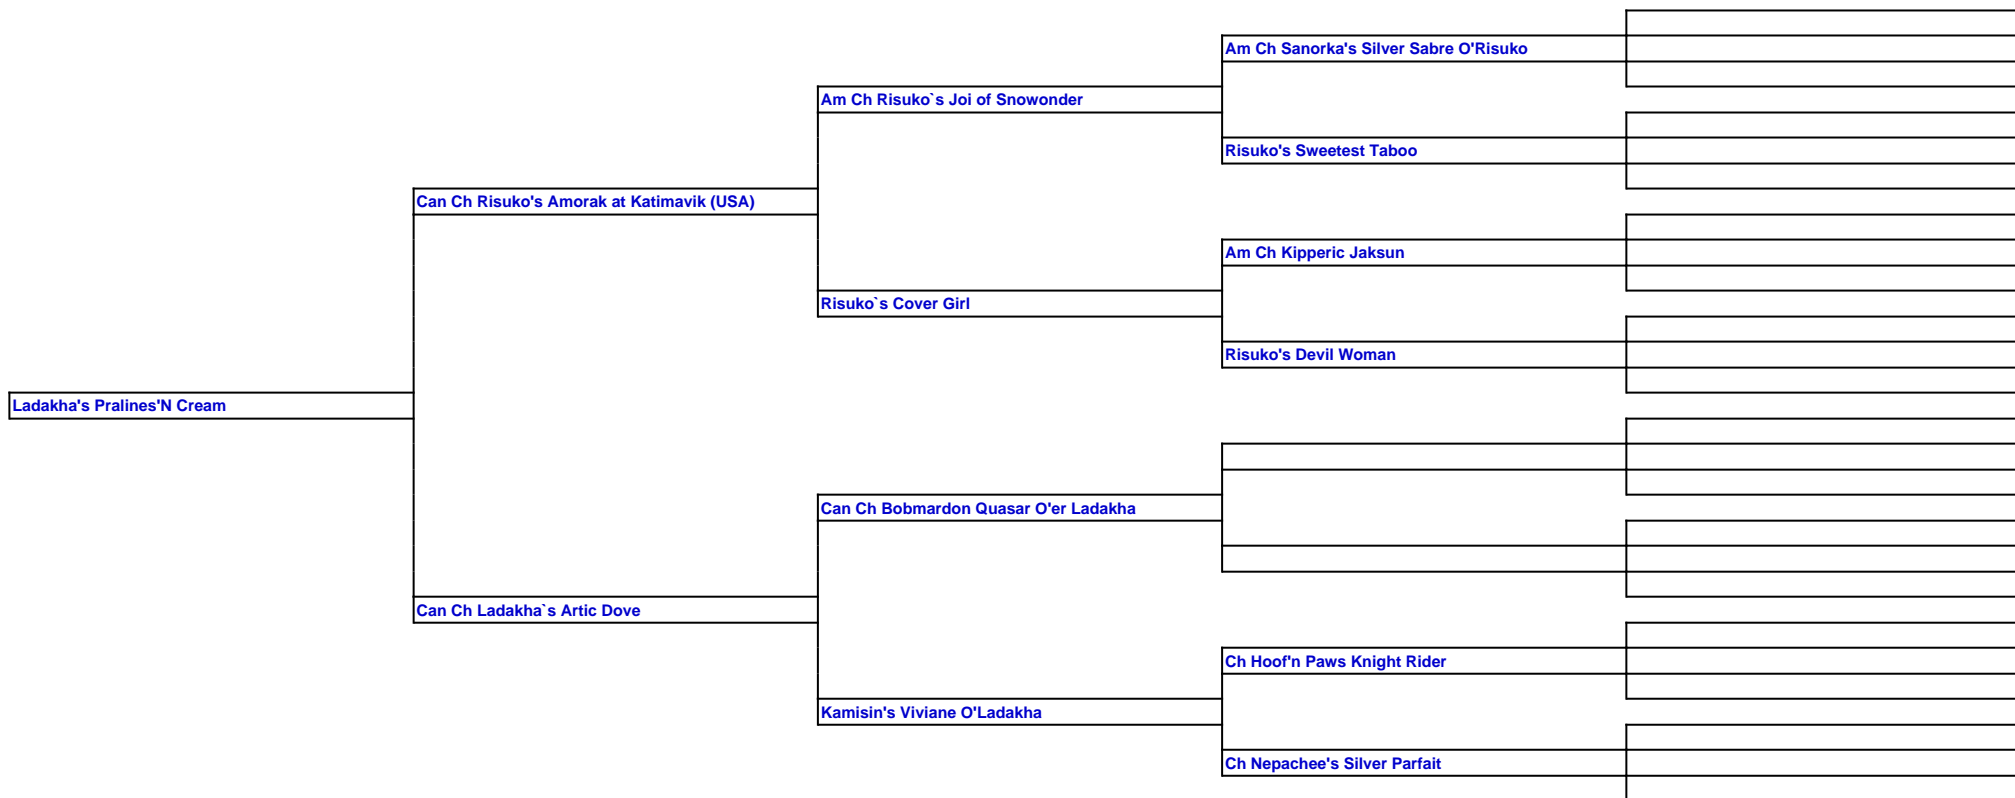 Am Ch Sanorka's Silver Sabre O'Risuko
Am Ch Risuko`s Joi of Snowonder
Risuko's Sweetest Taboo
Can Ch Risuko's Amorak at Katimavik (USA)
Am Ch Kipperic Jaksun
Risuko`s Cover Girl
Risuko's Devil Woman
Ladakha's Pralines'N Cream
Can Ch Bobmardon Quasar O'er Ladakha
Can Ch Ladakha`s Artic Dove
Ch Hoof'n Paws Knight Rider
Kamisin's Viviane O'Ladakha
Ch Nepachee's Silver Parfait